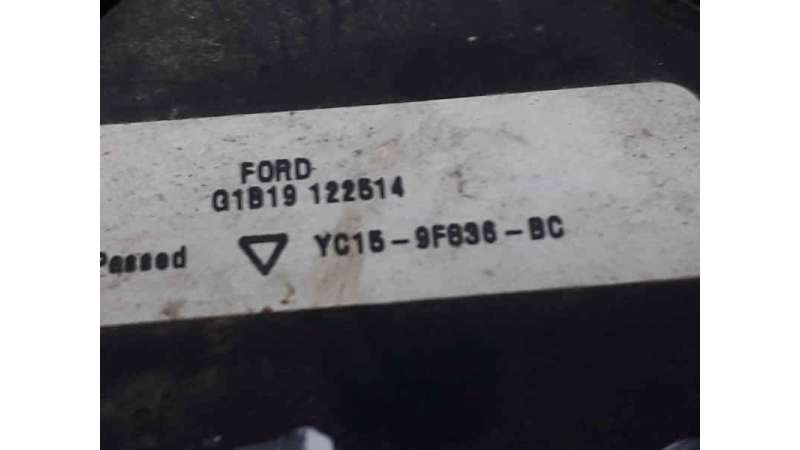 FORD
G1B19 122514
Passed YC15-9F836-BC